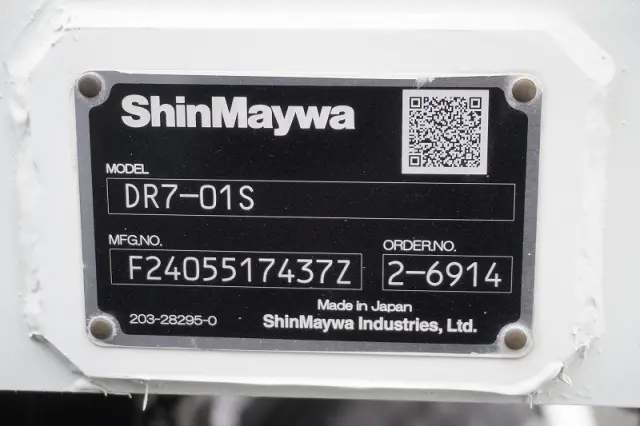 ShinMaywa
MODEL
DR7-01S
MFG.NO.
F2405517437Z
ORDER.NO.
2-6914
Made in Japan
203-28295-0
ShinMaywa Industries, Ltd.